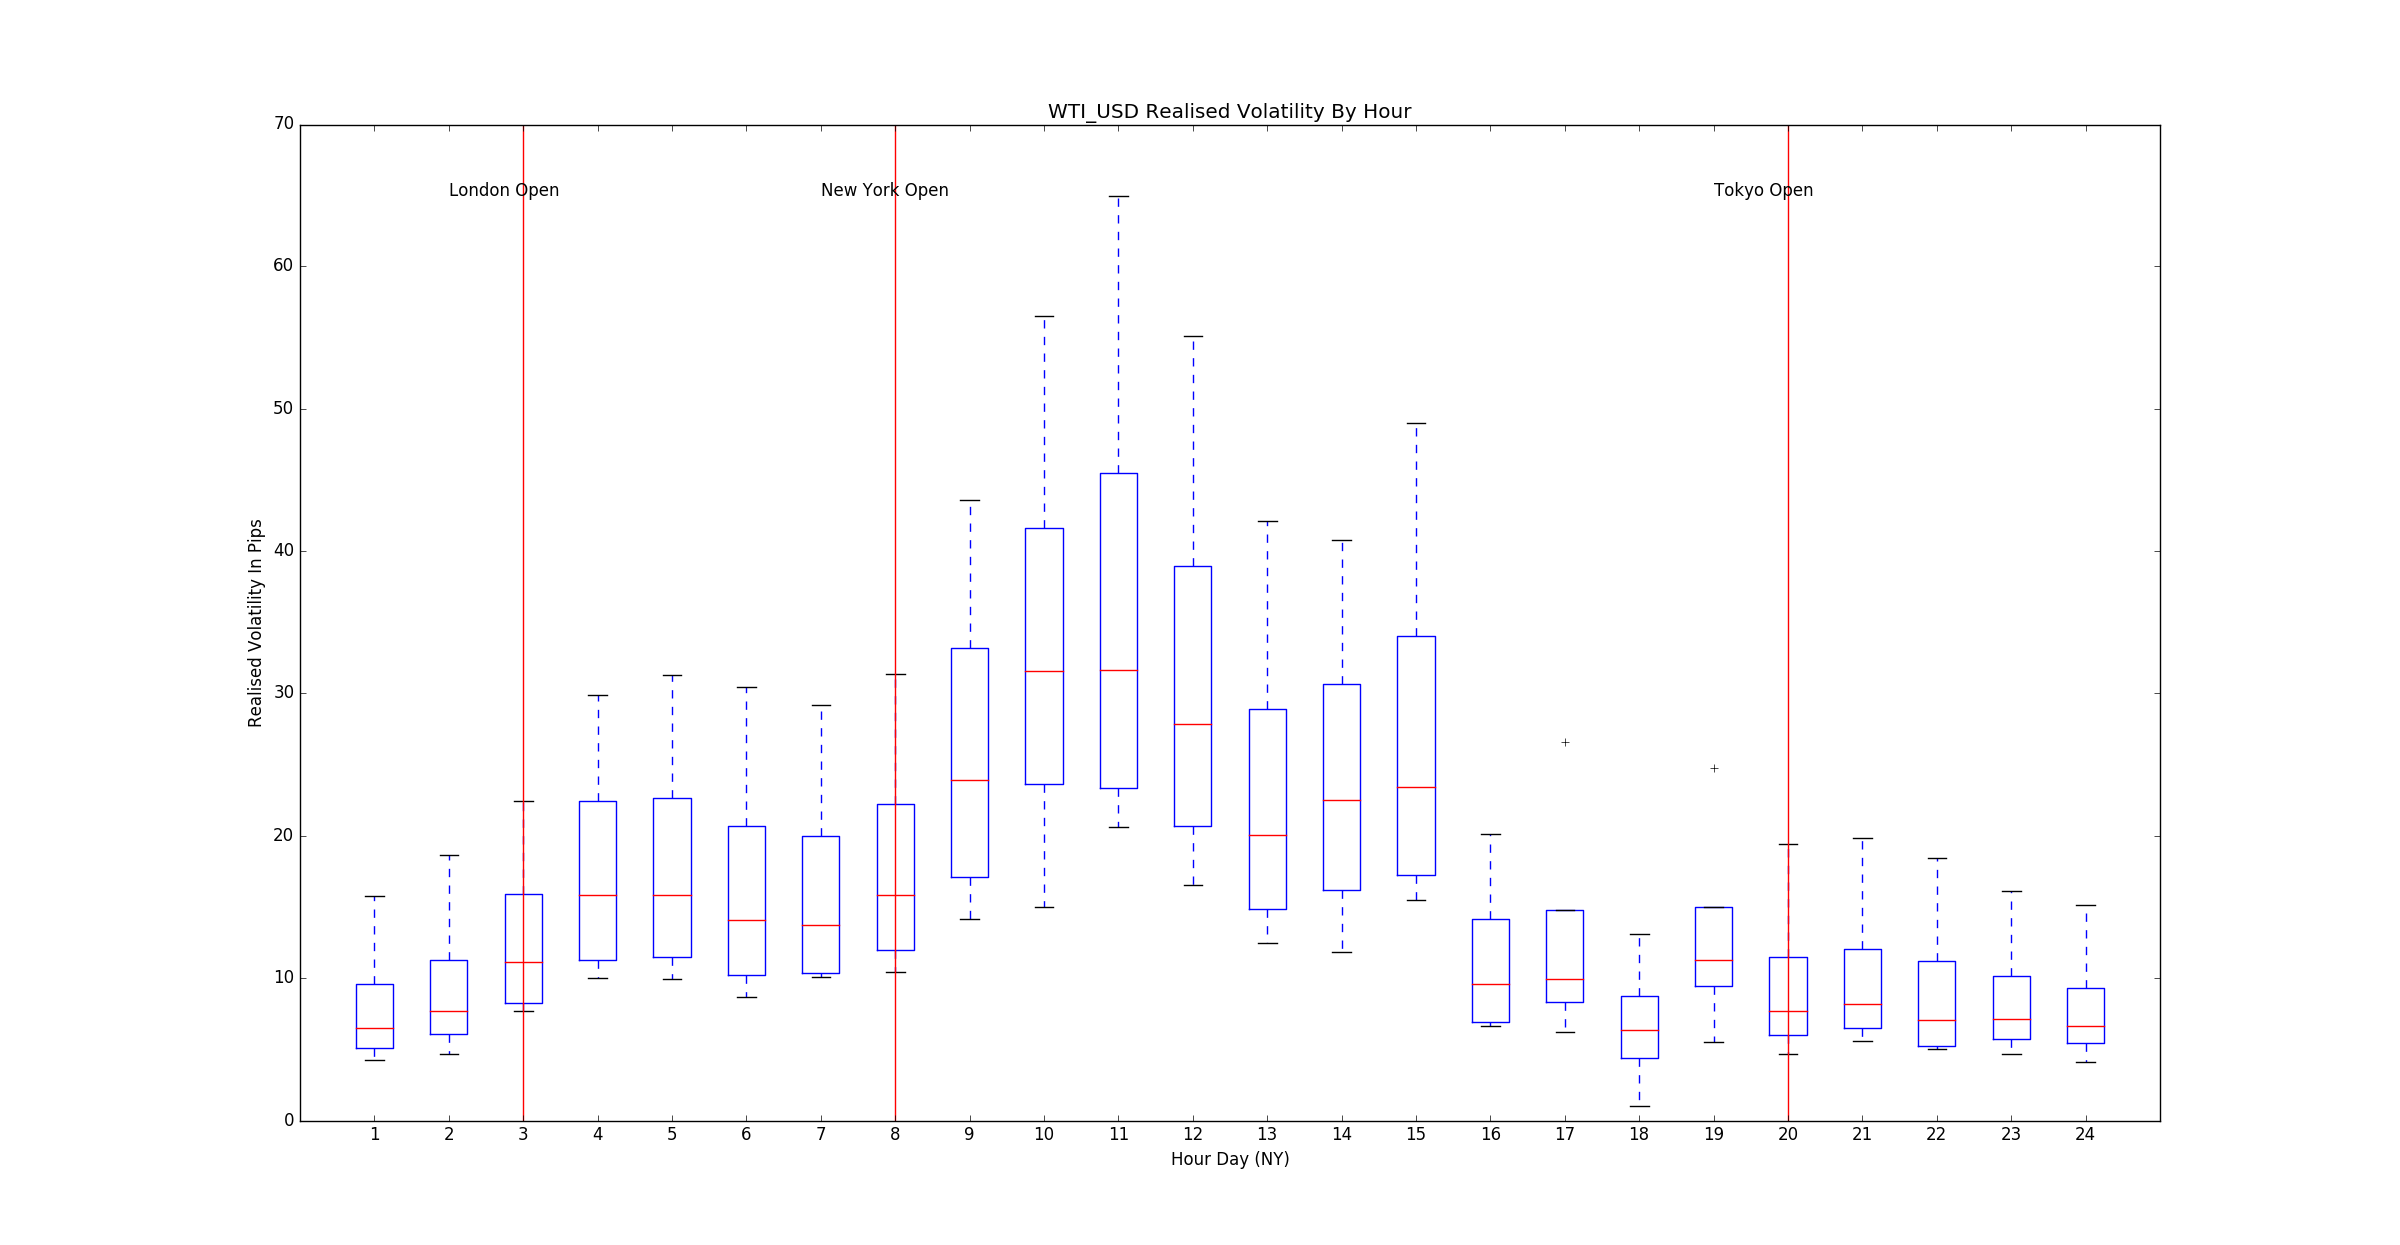 WTI_USD Realised Volatility By Hour
70
60
50
40
30
20
10
0
Realised Volatility In Pips
London Open
New York Open
Tokyo Open
1 2 3 4 5 6 7 8 9 10 11 12 13 14 15 16 17 18 19 20 21 22 23 24
Hour Day (NY)